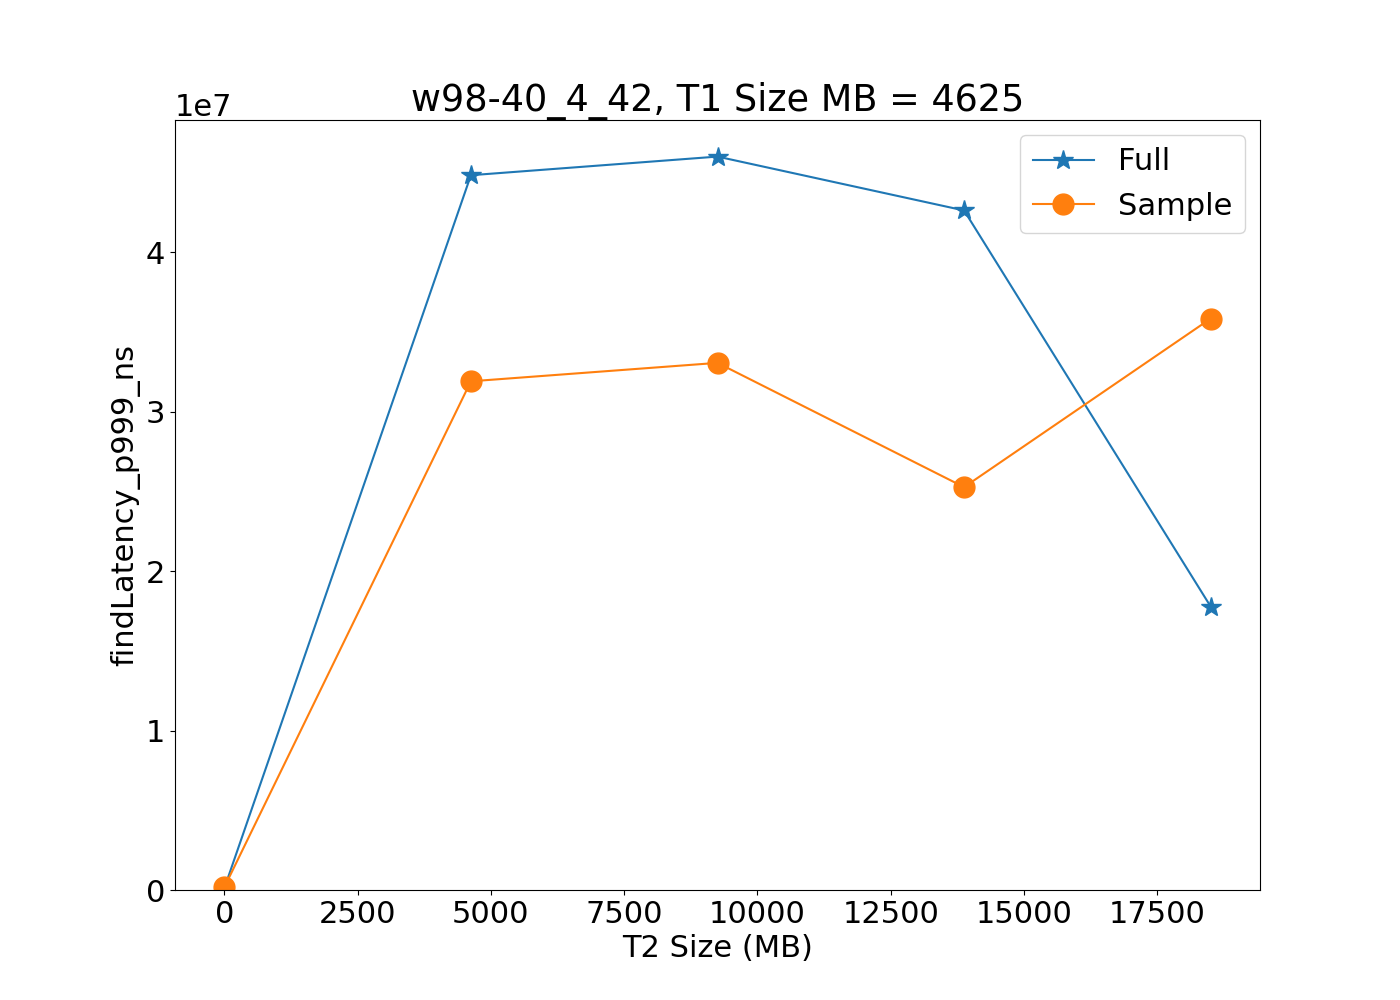 w98-40_4_42, T1 Size MB = 4625
1e7
Full
Sample
findLatency_p999_ns
4
3
2
1
0
0 2500 5000 7500 10000 12500 15000 17500
T2 Size (MB)